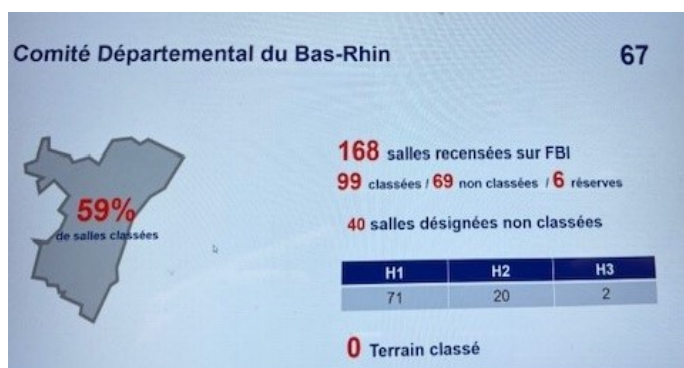 Comité Départemental du Bas-Rhin 67
168 salles recensées sur FBI
99 classées / 69 non classées / 6 réserves
59%
de salles classées
40 salles désignées non classées
H1 H2 H3
71 20 2
0 Terrain classé